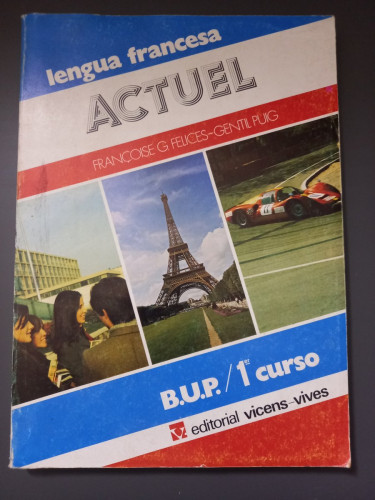 lengua francesa
ACTUEL
FRANÇOISE G. FELICES-GENTIL PUIG
B.U.P. / 1er curso
editorial vicens-vives